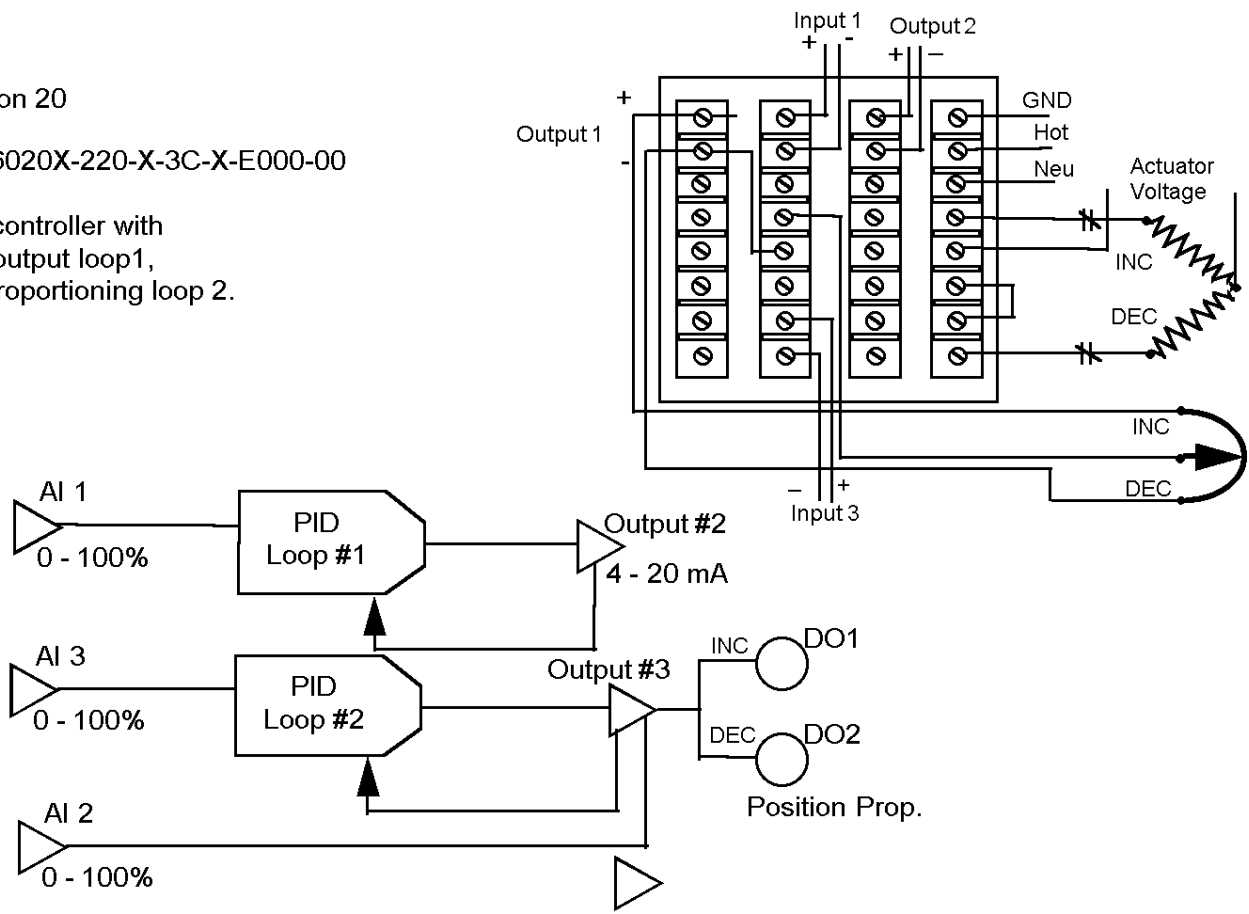 on 20
6020X-220-X-3C-X-E000-00
controller with
output loop1,
roportioning loop 2.
Input 1
+ -
Output 2
+ –
+
Output 1
-
GND
Hot
Neu
Actuator
Voltage
INC
DEC
INC
DEC
– +
Input 3
AI 1
0 - 100%
PID
Loop #1
Output #2
4 - 20 mA
AI 3
0 - 100%
PID
Loop #2
Output #3
INC
DO1
DEC
DO2
Position Prop.
AI 2
0 - 100%